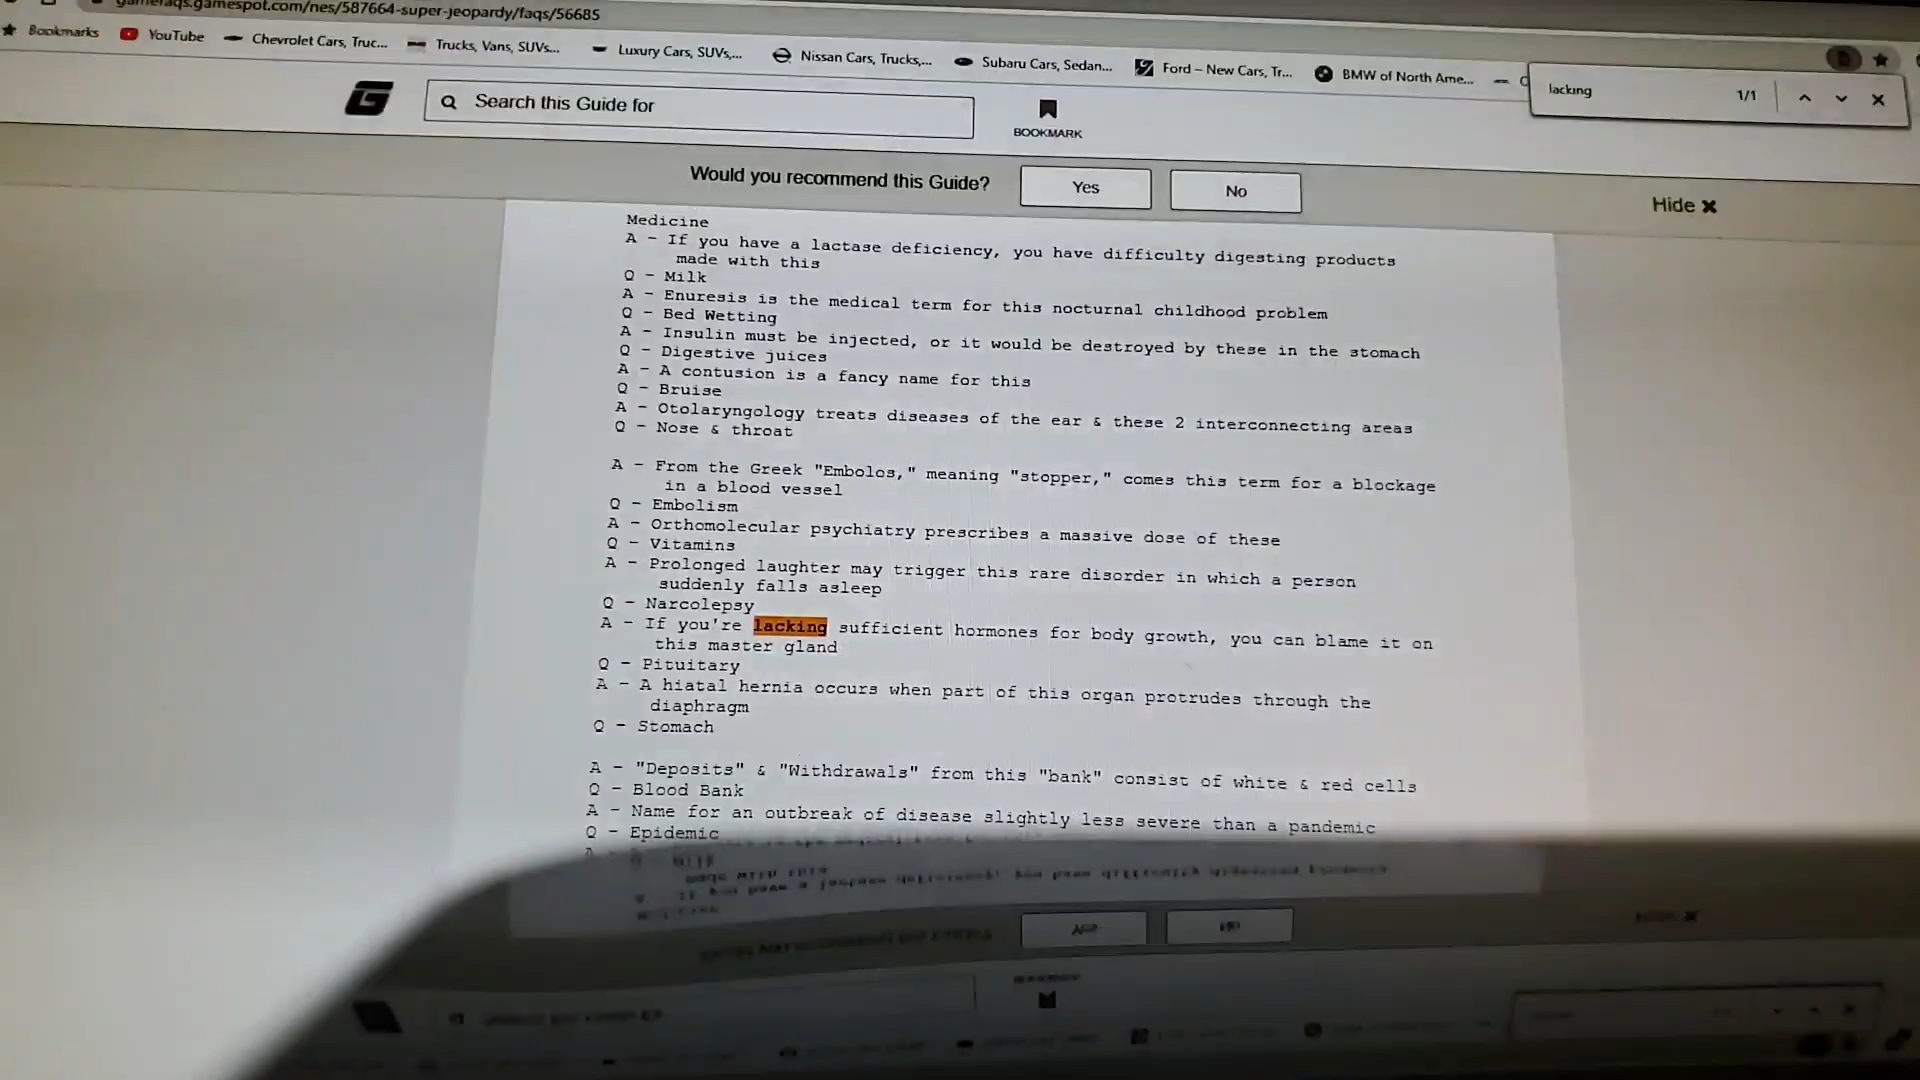 gamefaqs.gamespot.com/nes/587664-super-jeopardy/faqs/56685
Bookmarks YouTube Chevrolet Cars, Truc... Trucks, Vans, SUVs... Luxury Cars, SUVs,... Nissan Cars, Trucks,... Subaru Cars, Sedan... Ford – New Cars, Tr... BMW of North Ame...
lacking 1/1
Search this Guide for
BOOKMARK
Would you recommend this Guide? Yes No
Hide
Medicine
A - If you have a lactase deficiency, you have difficulty digesting products
made with this
Q - Milk
A - Enuresis is the medical term for this nocturnal childhood problem
Q - Bed Wetting
A - Insulin must be injected, or it would be destroyed by these in the stomach
Q - Digestive juices
A - A contusion is a fancy name for this
Q - Bruise
A - Otolaryngology treats diseases of the ear & these 2 interconnecting areas
Q - Nose & throat
A - From the Greek "Embolos," meaning "stopper," comes this term for a blockage
in a blood vessel
Q - Embolism
A - Orthomolecular psychiatry prescribes a massive dose of these
Q - Vitamins
A - Prolonged laughter may trigger this rare disorder in which a person
suddenly falls asleep
Q - Narcolepsy
A - If you're lacking sufficient hormones for body growth, you can blame it on
this master gland
Q - Pituitary
A - A hiatal hernia occurs when part of this organ protrudes through the
diaphragm
Q - Stomach
A - "Deposits" & "Withdrawals" from this "bank" consist of white & red cells
Q - Blood Bank
A - Name for an outbreak of disease slightly less severe than a pandemic
Q - Epidemic